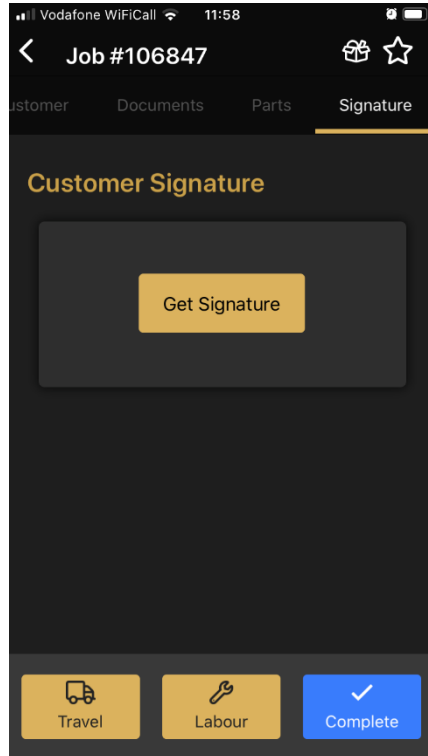 Vodafone WiFiCall 11:58
Job #106847
ustomer Documents Parts Signature
Customer Signature
Get Signature
Travel Labour Complete